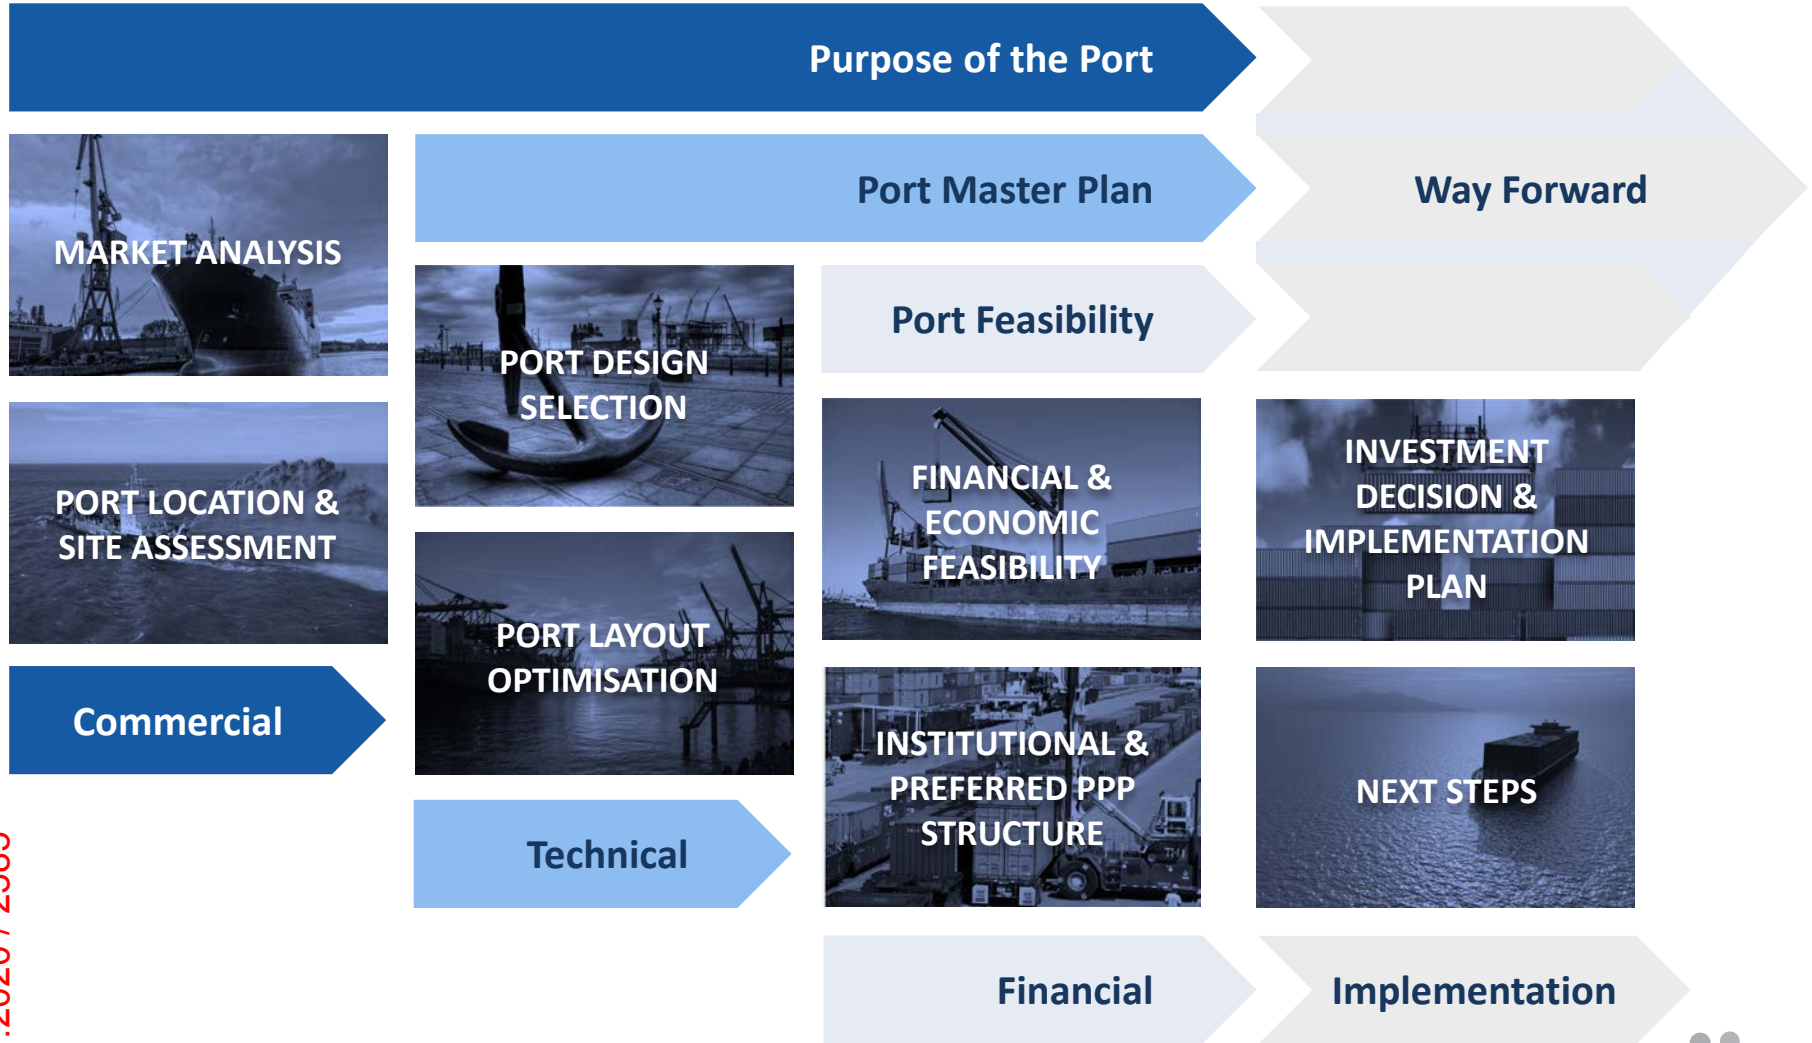 Purpose of the Port
Port Master Plan
Way Forward
MARKET ANALYSIS
Port Feasibility
PORT DESIGN
SELECTION
PORT LOCATION &
SITE ASSESSMENT
FINANCIAL &
ECONOMIC
FEASIBILITY
INVESTMENT
DECISION &
IMPLEMENTATION
PLAN
PORT LAYOUT
OPTIMISATION
Commercial
INSTITUTIONAL &
PREFERRED PPP
STRUCTURE
NEXT STEPS
Technical
Financial
Implementation